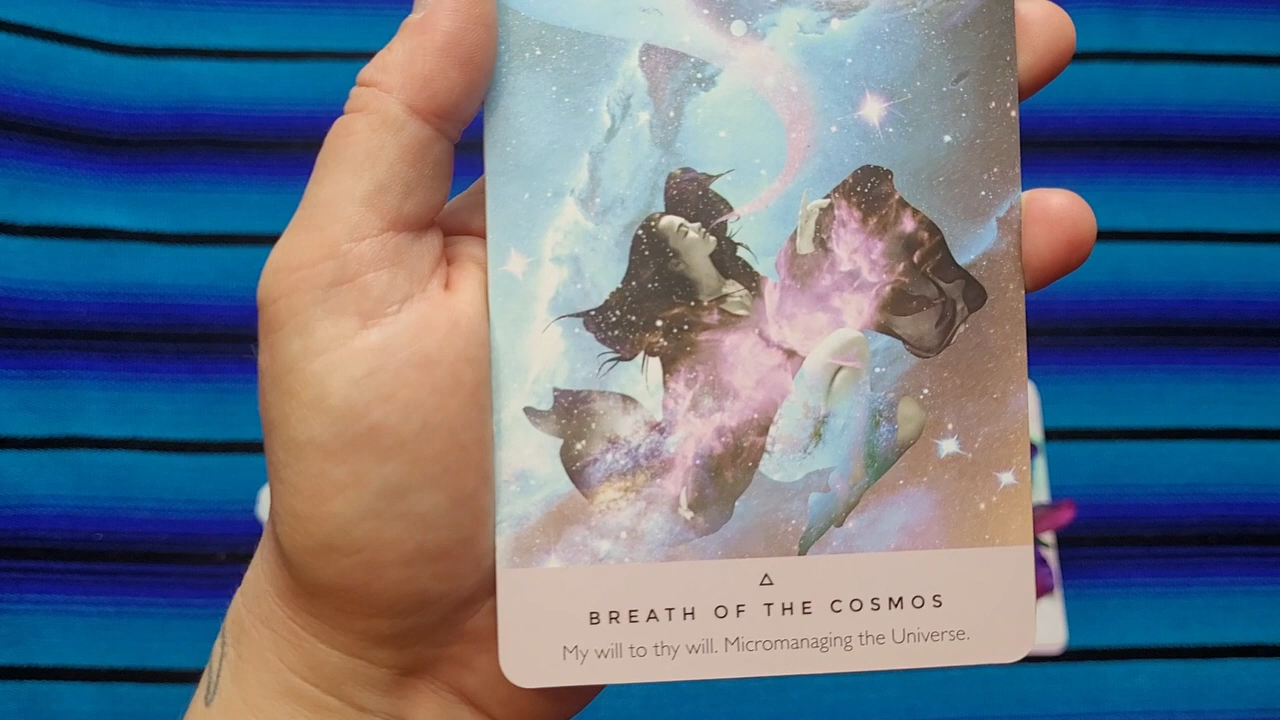 BREATH OF THE COSMOS
My will to thy will. Micromanaging the Universe.